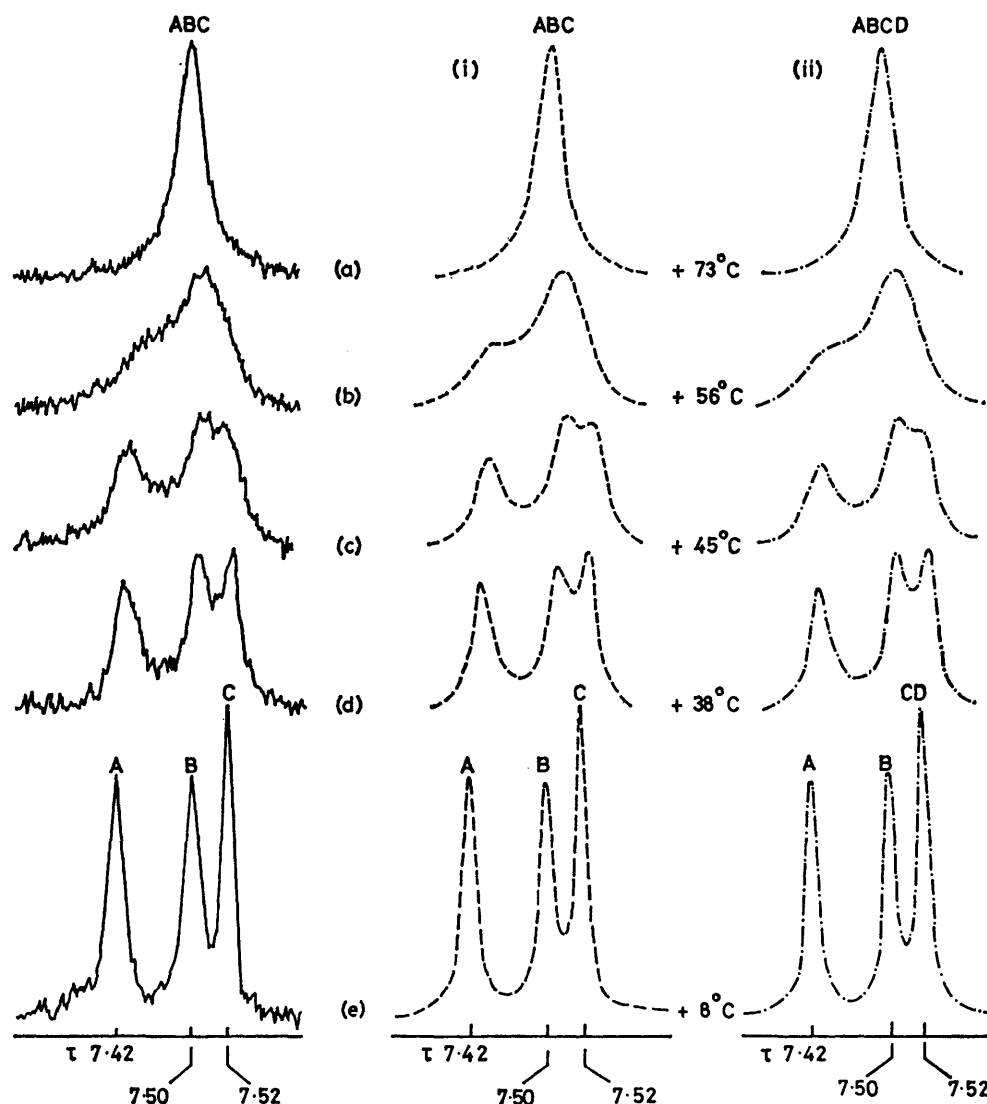 ABC ABC ABCD
(i) (ii)
(a) + 73°C
(b) + 56°C
(c) + 45°C
(d) + 38°C
C C CD
A B A B A B
(e) + 8°C
τ 7·42 τ 7·42 τ 7·42
7·50 7·52 7·50 7·52 7·50 7·52